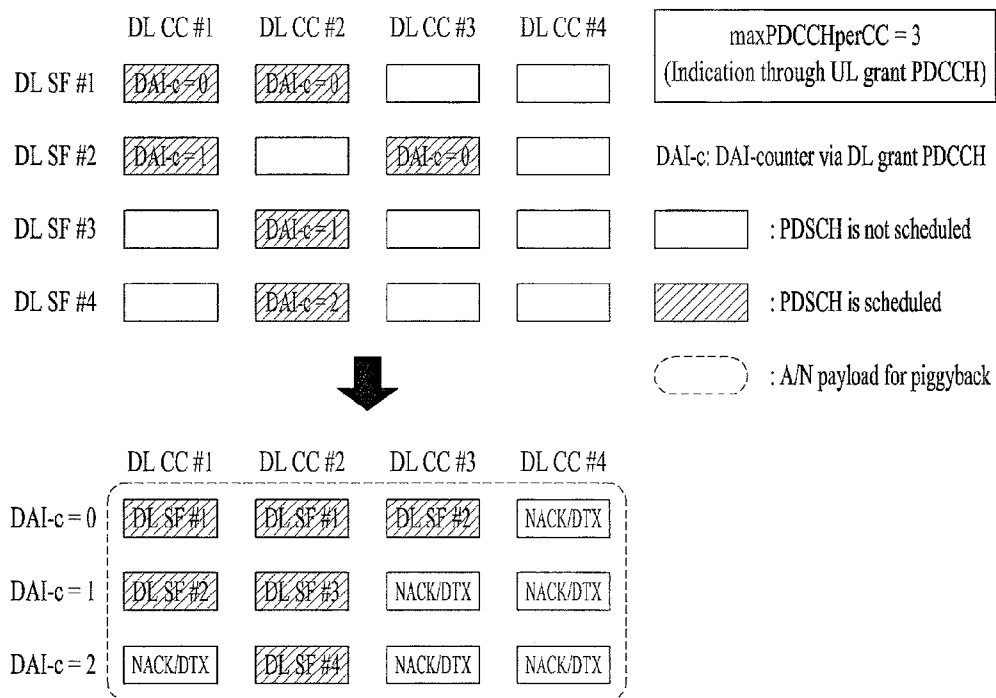 DL CC #1 DL CC #2 DL CC #3 DL CC #4
maxPDCCHperCC = 3
(Indication through UL grant PDCCH)
DL SF #1 DAI-c = 0 DAI-c = 0
DL SF #2 DAI-c = 1 DAI-c = 0
DAI-c: DAI-counter via DL grant PDCCH
DL SF #3 DAI-c = 1
: PDSCH is not scheduled
DL SF #4 DAI-c = 2
: PDSCH is scheduled
: A/N payload for piggyback
DL CC #1 DL CC #2 DL CC #3 DL CC #4
DAI-c = 0 DL SF #1 DL SF #1 DL SF #2 NACK/DTX
DAI-c = 1 DL SF #2 DL SF #3 NACK/DTX NACK/DTX
DAI-c = 2 NACK/DTX DL SF #4 NACK/DTX NACK/DTX